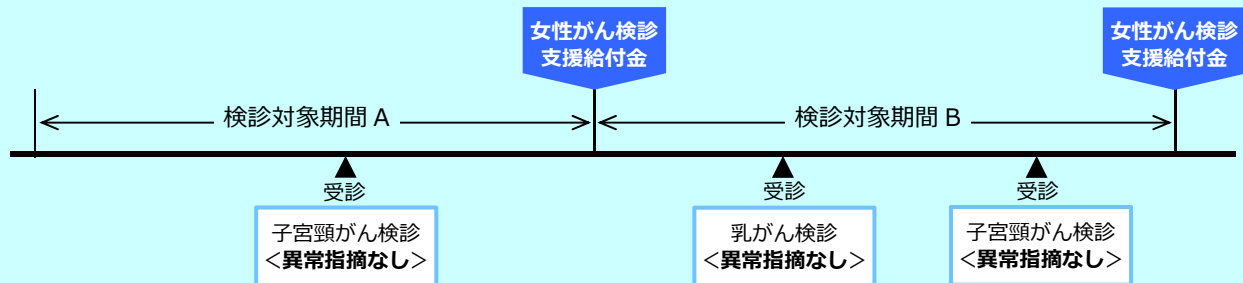 女性がん検診
支援給付金
女性がん検診
支援給付金
検診対象期間 A
検診対象期間 B
受診
受診
受診
子宮頸がん検診
＜異常指摘なし＞
乳がん検診
＜異常指摘なし＞
子宮頸がん検診
＜異常指摘なし＞